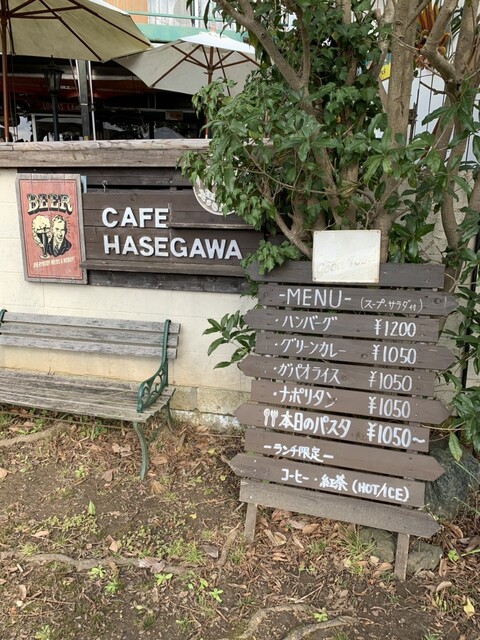 BEER
CAFE
HASEGAWA
-MENU- (スープ・サラダ付)
・ハンバーグ ¥1200
・グリーンカレー ¥1050
・ガパオライス ¥1050
・ナポリタン ¥1050
本日のパスタ ¥1050~
-ランチ限定-
コーヒー・紅茶 (HOT/ICE)